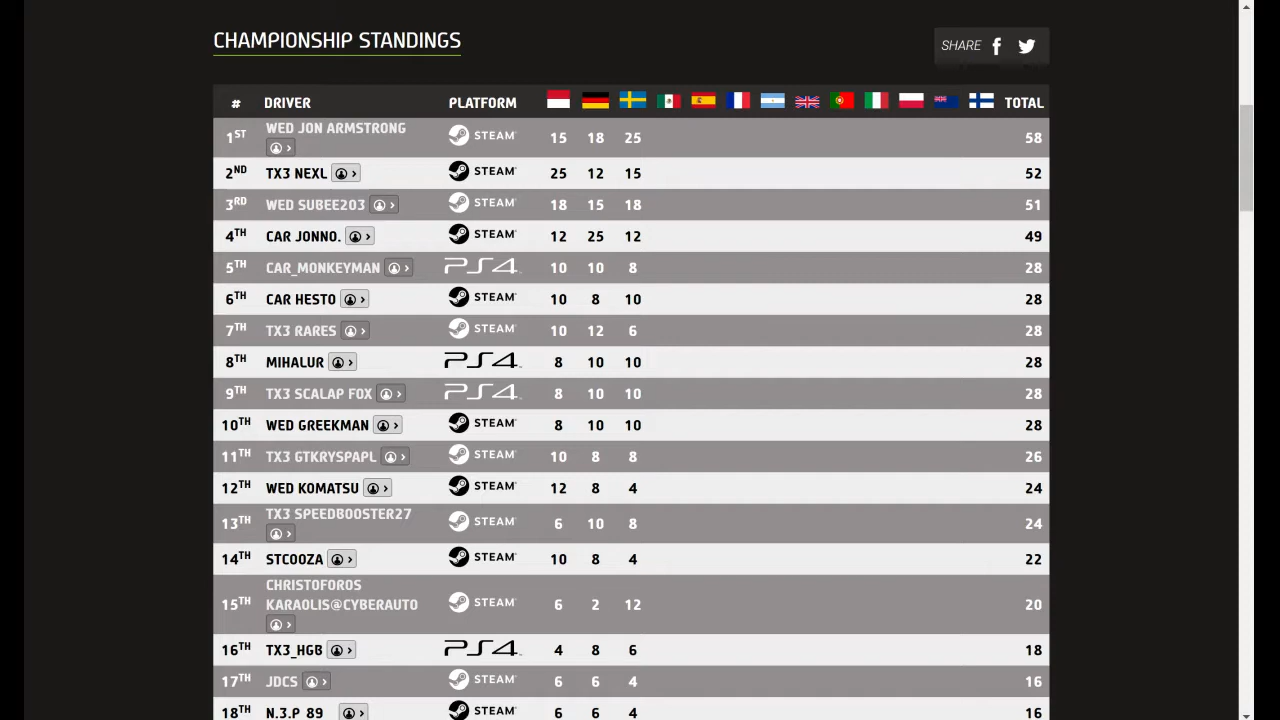 CHAMPIONSHIP STANDINGS
SHARE
# DRIVER PLATFORM TOTAL
1ST WED JON ARMSTRONG STEAM 15 18 25 58
2ND TX3 NEXL STEAM 25 12 15 52
3RD WED SUBEE203 STEAM 18 15 18 51
4TH CAR JONNO. STEAM 12 25 12 49
5TH CAR_MONKEYMAN PS4 10 10 8 28
6TH CAR HESTO STEAM 10 8 10 28
7TH TX3 RARES STEAM 10 12 6 28
8TH MIHALUR PS4 8 10 10 28
9TH TX3 SCALAP FOX PS4 8 10 10 28
10TH WED GREEKMAN STEAM 8 10 10 28
11TH TX3 GTKRYSPAPL STEAM 10 8 8 26
12TH WED KOMATSU STEAM 12 8 4 24
13TH TX3 SPEEDBOOSTER27 STEAM 6 10 8 24
14TH STCOOZA STEAM 10 8 4 22
CHRISTOFOROS
15TH KARAOLIS@CYBERAUTO STEAM 6 2 12 20
16TH TX3_HGB PS4 4 8 6 18
17TH JDCS STEAM 6 6 4 16
18TH N.3.P_89_ STEAM 6 6 4 16